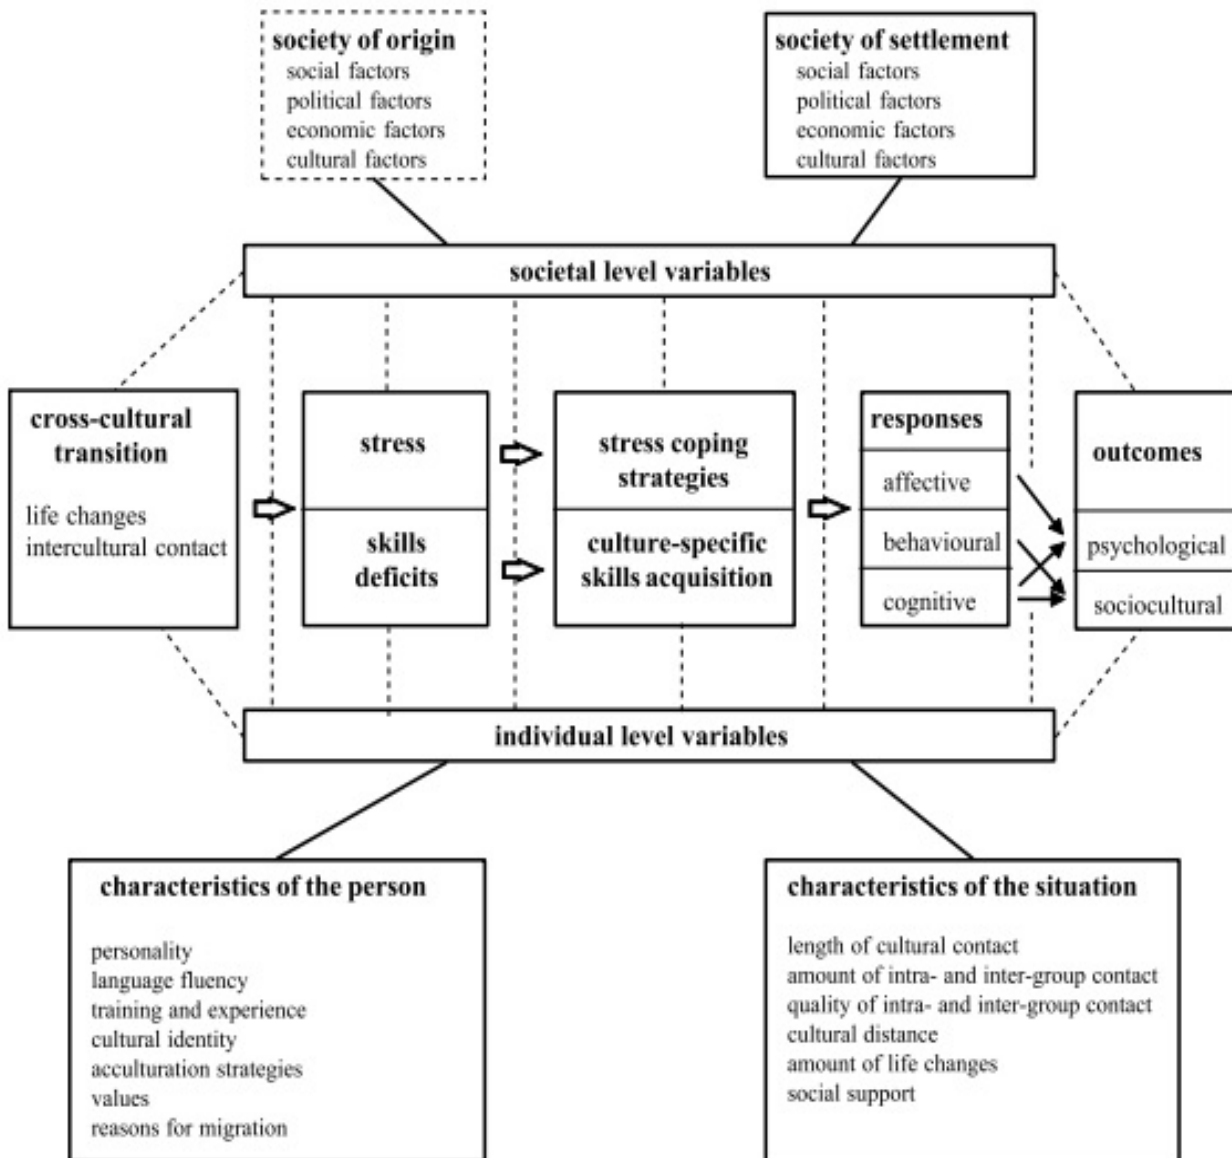 society of origin
social factors
political factors
economic factors
cultural factors
society of settlement
social factors
political factors
economic factors
cultural factors
societal level variables
cross-cultural
transition
life changes
intercultural contact
stress
skills
deficits
stress coping
strategies
culture-specific
skills acquisition
responses
affective
behavioural
cognitive
outcomes
psychological
sociocultural
individual level variables
characteristics of the person
personality
language fluency
training and experience
cultural identity
acculturation strategies
values
reasons for migration
characteristics of the situation
length of cultural contact
amount of intra- and inter-group contact
quality of intra- and inter-group contact
cultural distance
amount of life changes
social support